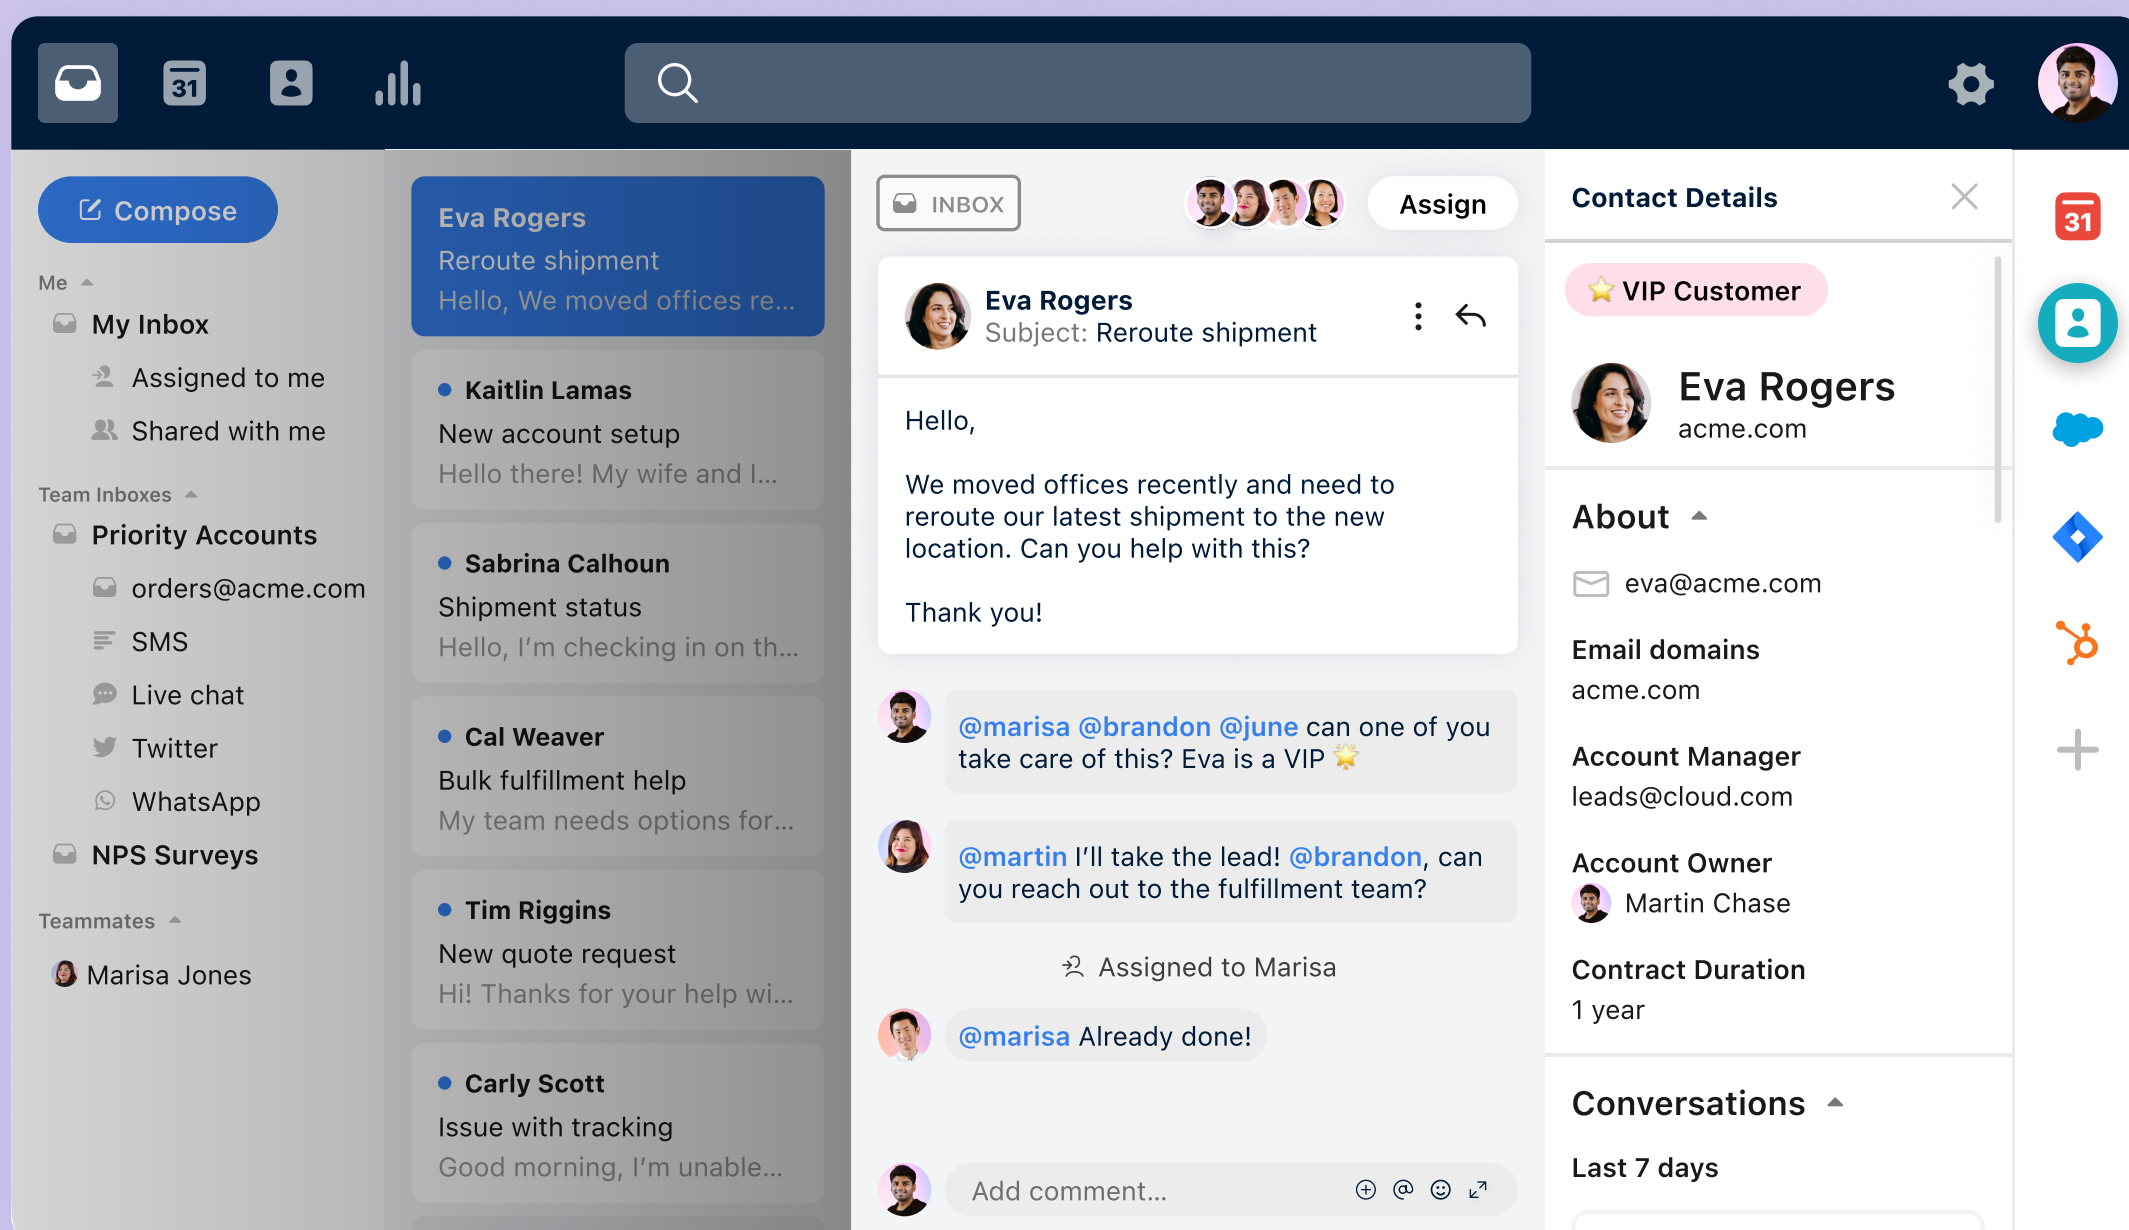 31
Compose
Me
My Inbox
Assigned to me
Shared with me
Team Inboxes
Priority Accounts
orders@acme.com
SMS
Live chat
Twitter
WhatsApp
NPS Surveys
Teammates
Marisa Jones
Eva Rogers
Reroute shipment
Hello, We moved offices re...
Kaitlin Lamas
New account setup
Hello there! My wife and I...
Sabrina Calhoun
Shipment status
Hello, I’m checking in on th...
Cal Weaver
Bulk fulfillment help
My team needs options for...
Tim Riggins
New quote request
Hi! Thanks for your help wi...
Carly Scott
Issue with tracking
Good morning, I’m unable...
INBOX
Assign
Eva Rogers
Subject: Reroute shipment
Hello,
We moved offices recently and need to
reroute our latest shipment to the new
location. Can you help with this?
Thank you!
@marisa @brandon @june can one of you
take care of this? Eva is a VIP 🌟
@martin I’ll take the lead! @brandon, can
you reach out to the fulfillment team?
Assigned to Marisa
@marisa Already done!
Add comment...
Contact Details
⭐ VIP Customer
Eva Rogers
acme.com
About
eva@acme.com
Email domains
acme.com
Account Manager
leads@cloud.com
Account Owner
Martin Chase
Contract Duration
1 year
Conversations
Last 7 days
31